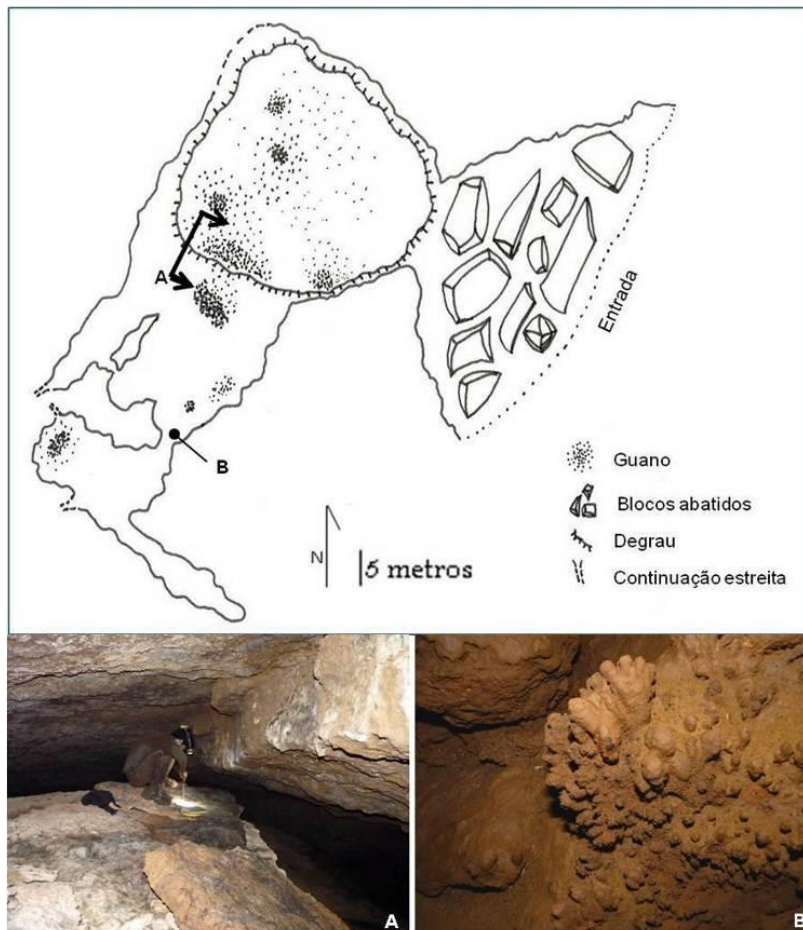 A
B
Entrada
Guano
Blocos abatidos
Degrau
Continuação estreita
N
5 metros
A
B